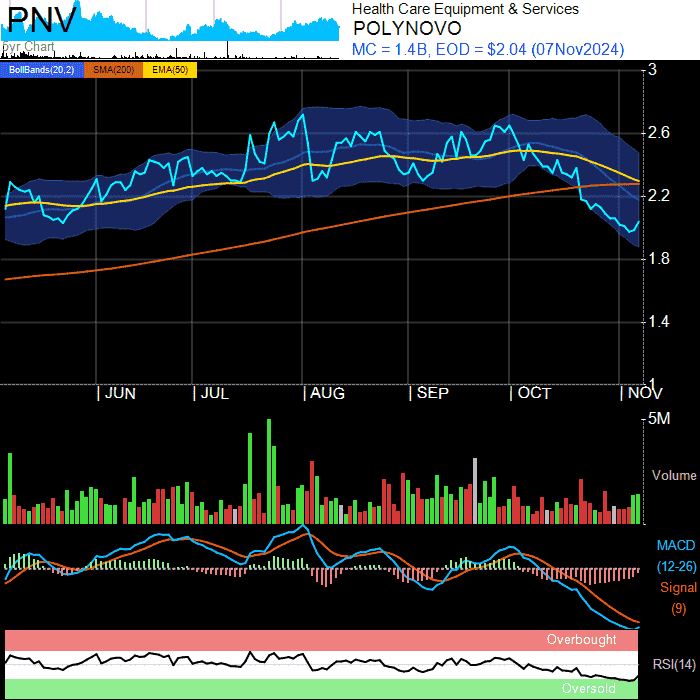 PNV
5yr Chart
Health Care Equipment & Services
POLYNOVO
MC = 1.4B, EOD = $2.04 (07Nov2024)
BollBands(20,2) SMA(200) EMA(50)
3
2.6
2.2
1.8
1.4
1
JUN JUL AUG SEP OCT NOV
5M
Volume
MACD
(12-26)
Signal
(9)
Overbought
RSI(14)
Oversold